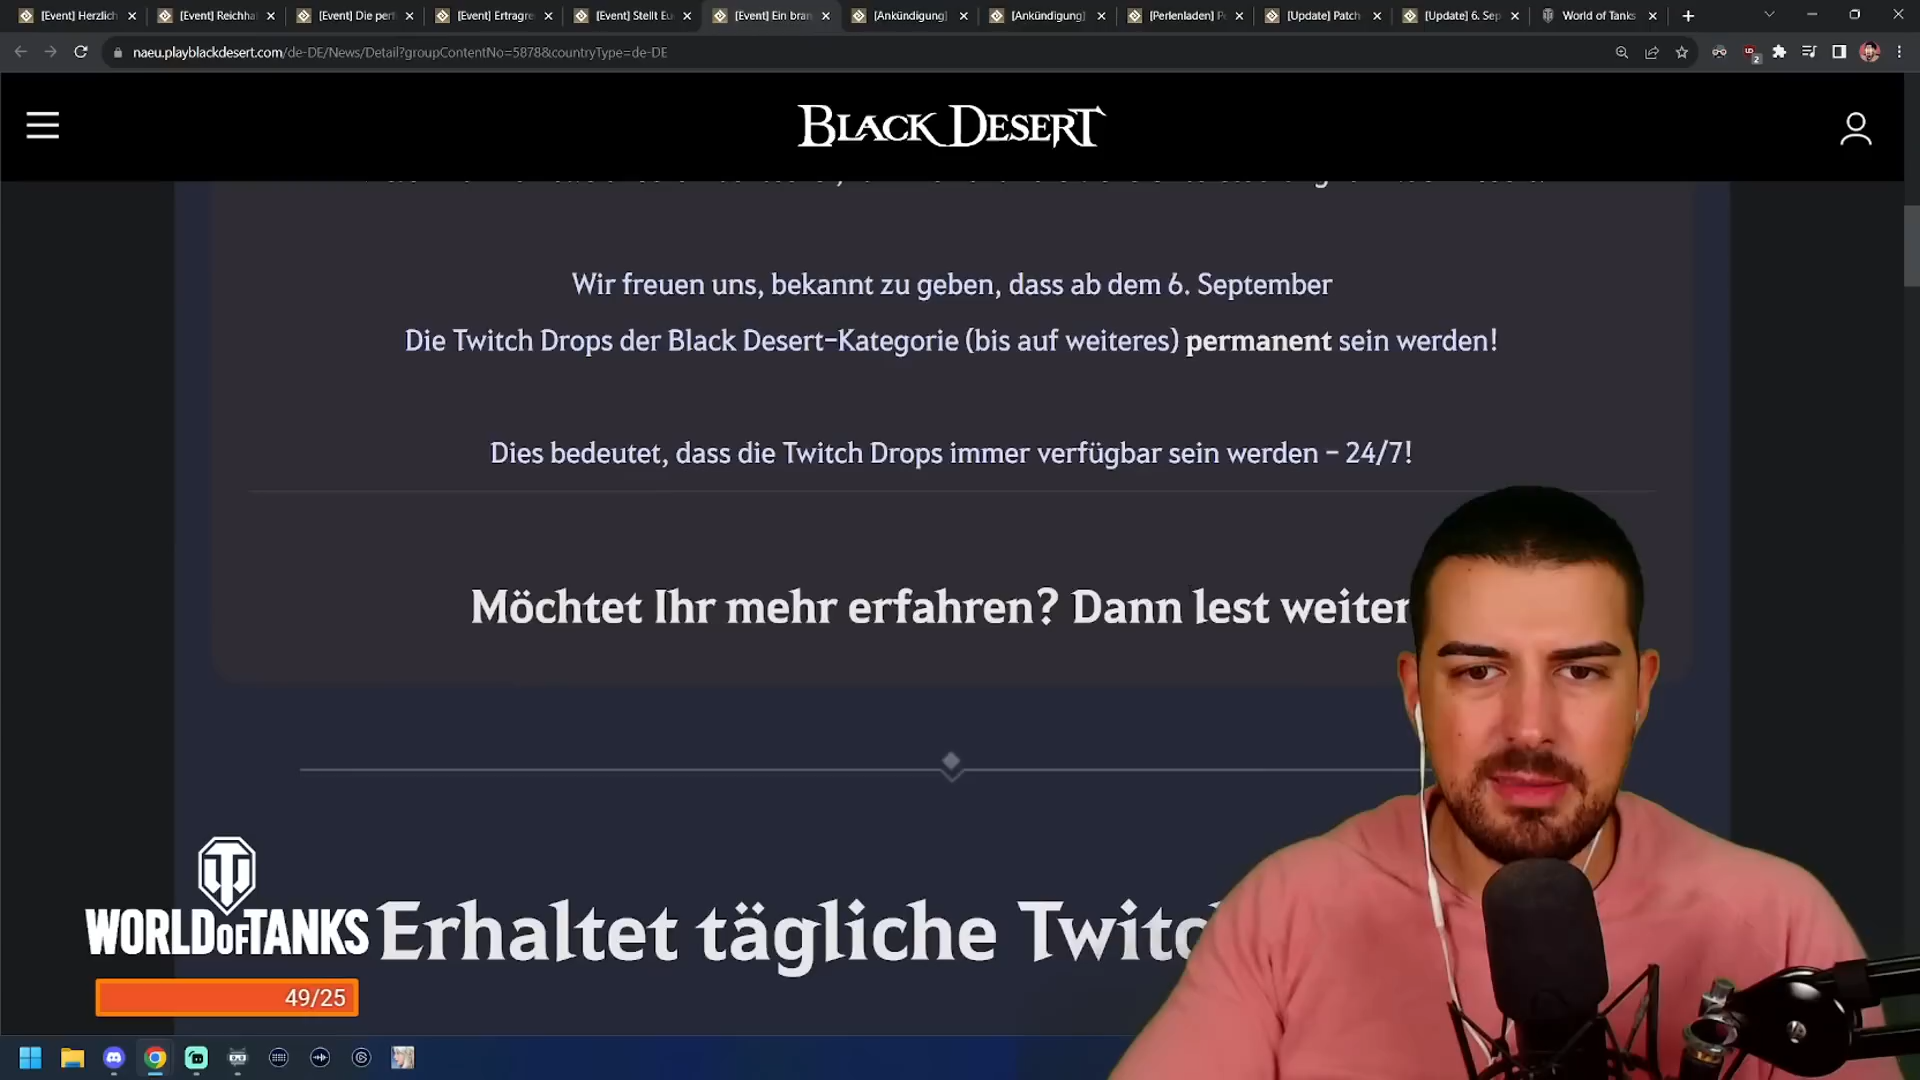 [Event] Herzlich
[Event] Reichha
[Event] Die perf
[Event] Ertragre
[Event] Stellt Eu
[Event] Ein bran
[Ankündigung]
[Ankündigung]
[Perlenladen] P
[Update] Patch
[Update] 6. Sep
World of Tanks
naeu.playblackdesert.com/de-DE/News/Detail?groupContentNo=5878&countryType=de-DE
2
BLACK DESERT
Wir freuen uns, bekannt zu geben, dass ab dem 6. September
Die Twitch Drops der Black Desert-Kategorie (bis auf weiteres) permanent sein werden!
Dies bedeutet, dass die Twitch Drops immer verfügbar sein werden – 24/7!
Möchtet Ihr mehr erfahren? Dann lest weiter
Erhaltet tägliche Twitc
WORLD OF TANKS
49/25